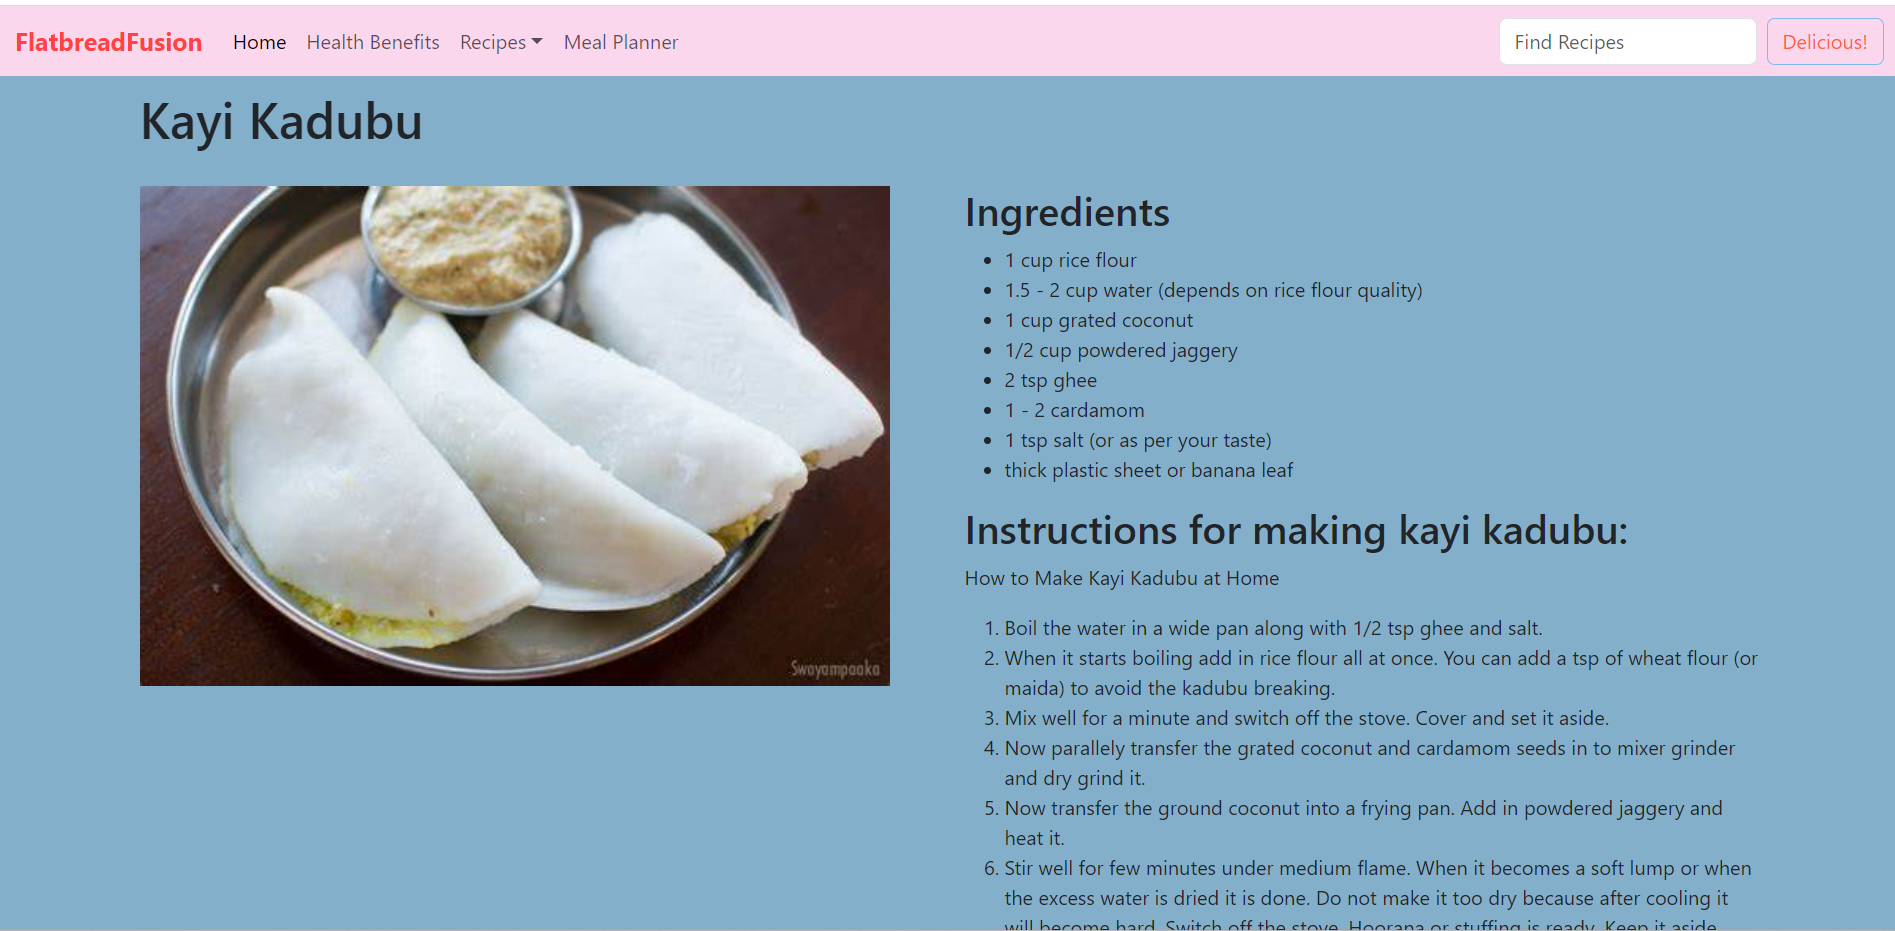 FlatbreadFusion Home Health Benefits Recipes Meal Planner Find Recipes Delicious!
Kayi Kadubu
Swayampaaka
Ingredients
1 cup rice flour
1.5 - 2 cup water (depends on rice flour quality)
1 cup grated coconut
1/2 cup powdered jaggery
2 tsp ghee
1 - 2 cardamom
1 tsp salt (or as per your taste)
thick plastic sheet or banana leaf
Instructions for making kayi kadubu:
How to Make Kayi Kadubu at Home
1. Boil the water in a wide pan along with 1/2 tsp ghee and salt.
2. When it starts boiling add in rice flour all at once. You can add a tsp of wheat flour (or
maida) to avoid the kadubu breaking.
3. Mix well for a minute and switch off the stove. Cover and set it aside.
4. Now parallely transfer the grated coconut and cardamom seeds in to mixer grinder
and dry grind it.
5. Now transfer the ground coconut into a frying pan. Add in powdered jaggery and
heat it.
6. Stir well for few minutes under medium flame. When it becomes a soft lump or when
the excess water is dried it is done. Do not make it too dry because after cooling it
will become hard. Switch off the stove. Hoorana or stuffing is ready. Keep it aside.